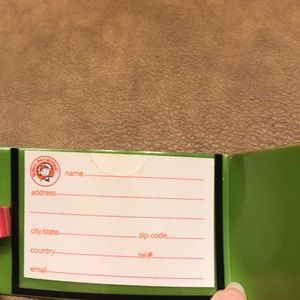 name
address
city/state
zip code
country
tel#
email